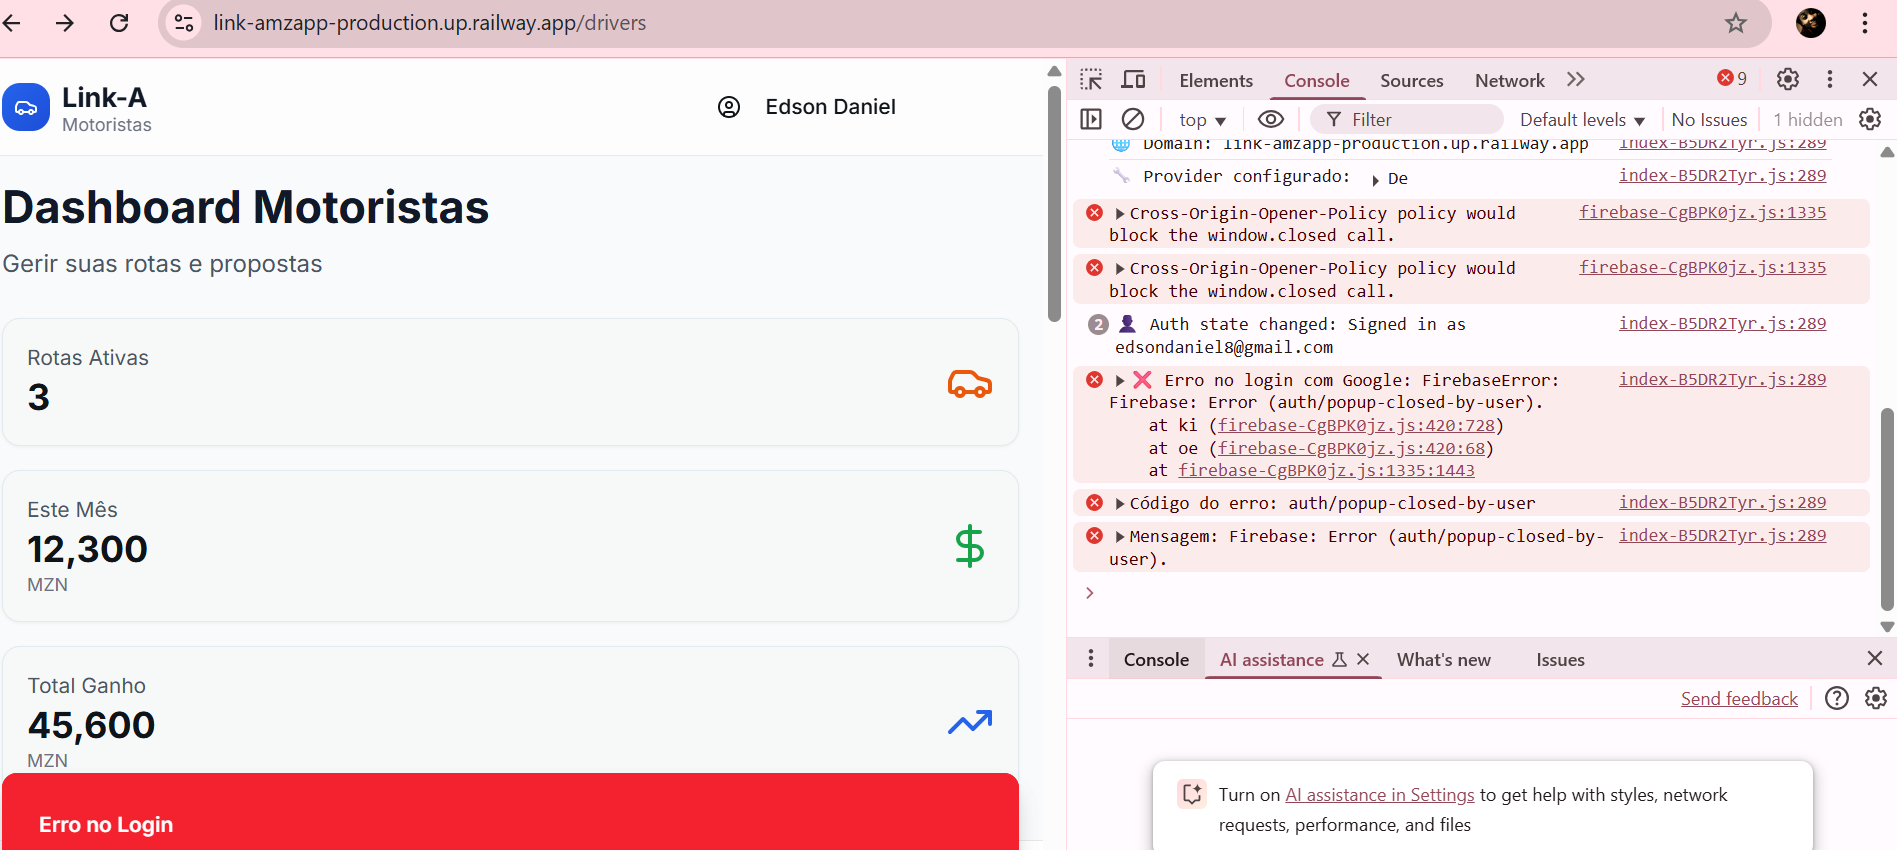 link-amzapp-production.up.railway.app/drivers
Link-A
Motoristas
Edson Daniel
Dashboard Motoristas
Gerir suas rotas e propostas
Rotas Ativas
3
Este Mês
12,300
MZN
Total Ganho
45,600
MZN
Erro no Login
Elements
Console
Sources
Network
9
top
Filter
Default levels
No Issues
1 hidden
Domain: link-amzapp-production.up.railway.app index-B5DR2Tyr.js:289
Provider configurado: De index-B5DR2Tyr.js:289
Cross-Origin-Opener-Policy policy would firebase-CgBPK0jz.js:1335
block the window.closed call.
Cross-Origin-Opener-Policy policy would firebase-CgBPK0jz.js:1335
block the window.closed call.
2 Auth state changed: Signed in as index-B5DR2Tyr.js:289
edsondaniel8@gmail.com
Erro no login com Google: FirebaseError: index-B5DR2Tyr.js:289
Firebase: Error (auth/popup-closed-by-user).
at ki (firebase-CgBPK0jz.js:420:728)
at oe (firebase-CgBPK0jz.js:420:68)
at firebase-CgBPK0jz.js:1335:1443
Código do erro: auth/popup-closed-by-user index-B5DR2Tyr.js:289
Mensagem: Firebase: Error (auth/popup-closed-by- index-B5DR2Tyr.js:289
user).
Console
AI assistance
What's new
Issues
Send feedback
Turn on AI assistance in Settings to get help with styles, network
requests, performance, and files